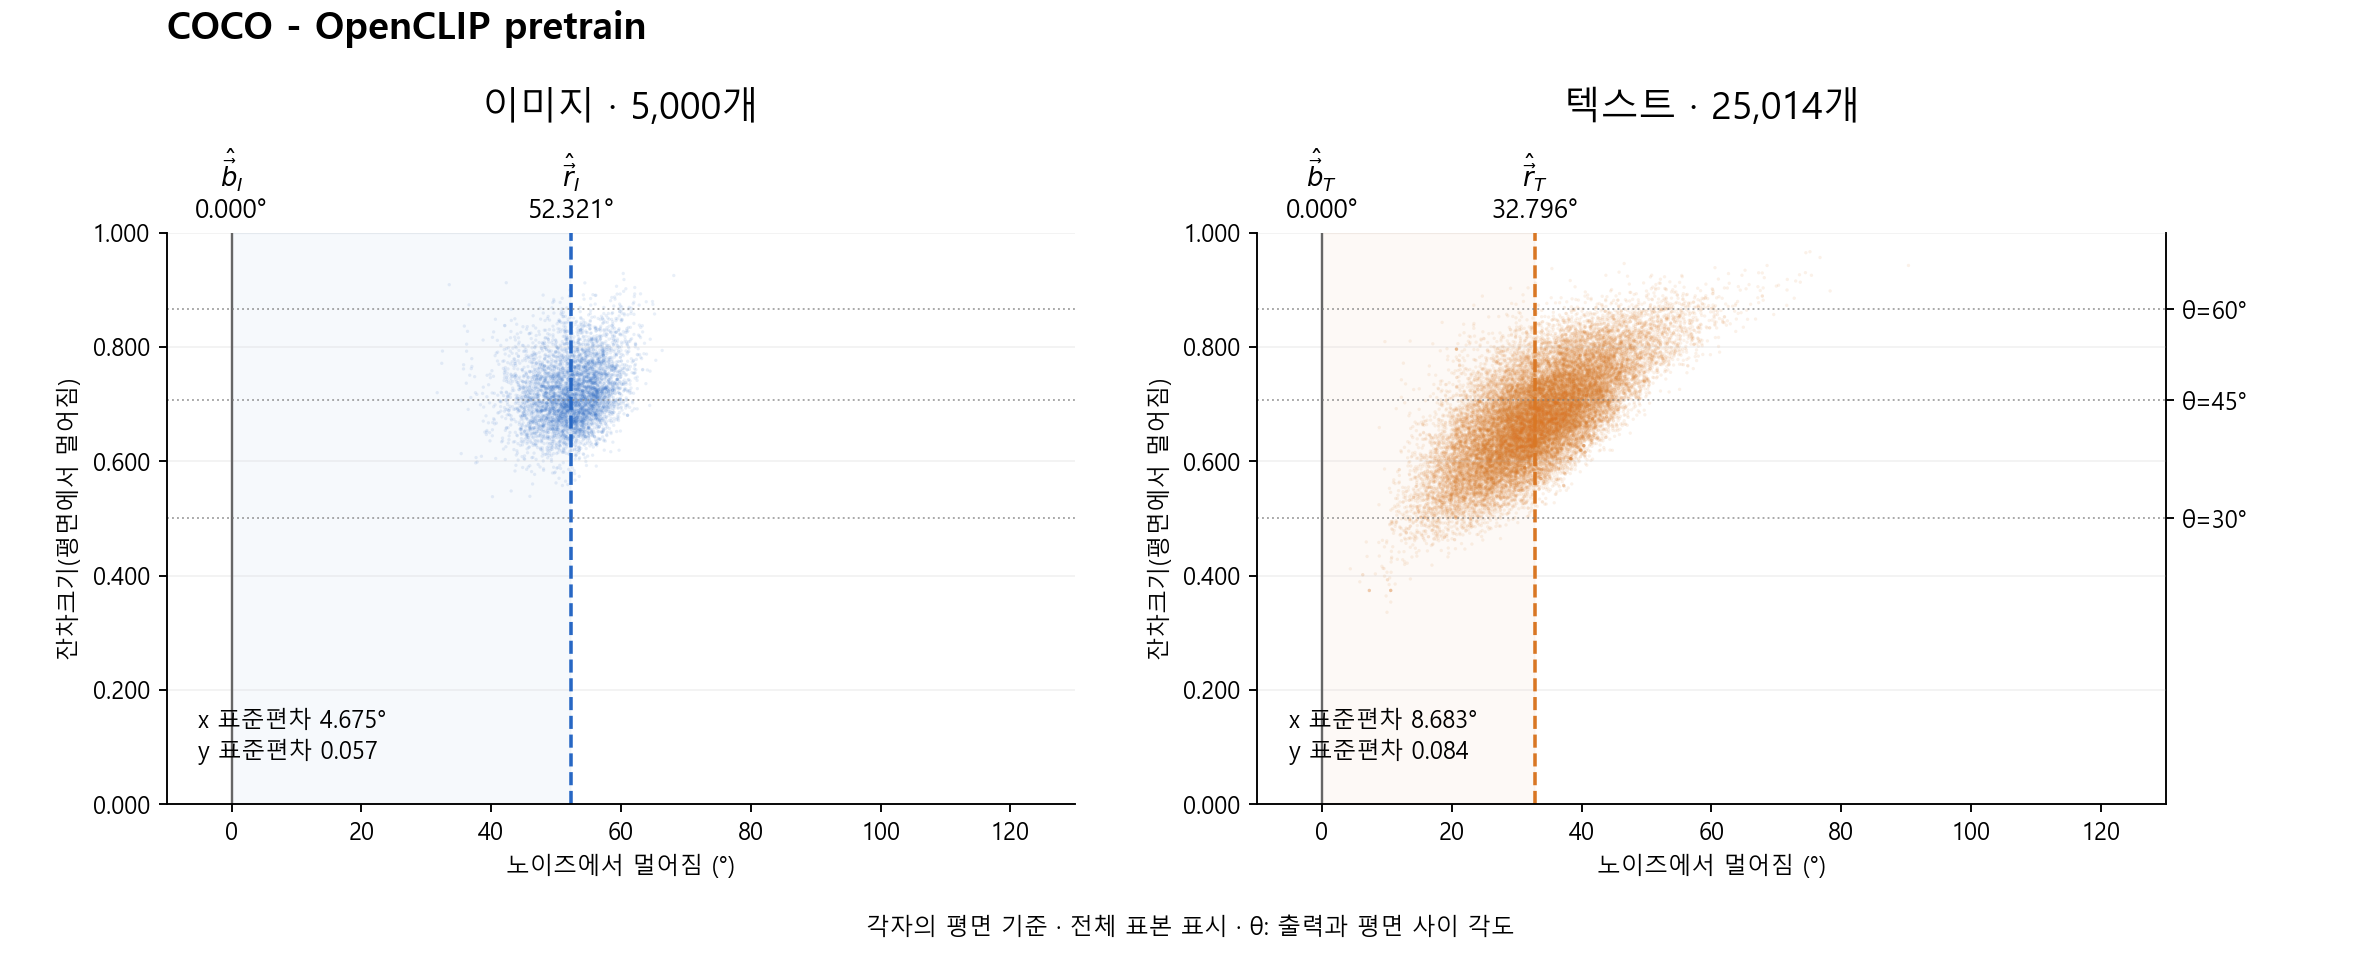 COCO - OpenCLIP pretrain
이미지 · 5,000개
b̂⃗_I
r̂⃗_I
0.000°
52.321°
1.000
0.800
0.600
0.400
0.200
0.000
잔차크기(평면에서 멀어짐)
x 표준편차 4.675°
y 표준편차 0.057
0 20 40 60 80 100 120
노이즈에서 멀어짐 (°)
텍스트 · 25,014개
b̂⃗_T
r̂⃗_T
0.000°
32.796°
1.000
0.800
0.600
0.400
0.200
0.000
잔차크기(평면에서 멀어짐)
θ=60°
θ=45°
θ=30°
x 표준편차 8.683°
y 표준편차 0.084
0 20 40 60 80 100 120
노이즈에서 멀어짐 (°)
각자의 평면 기준 · 전체 표본 표시 · θ: 출력과 평면 사이 각도